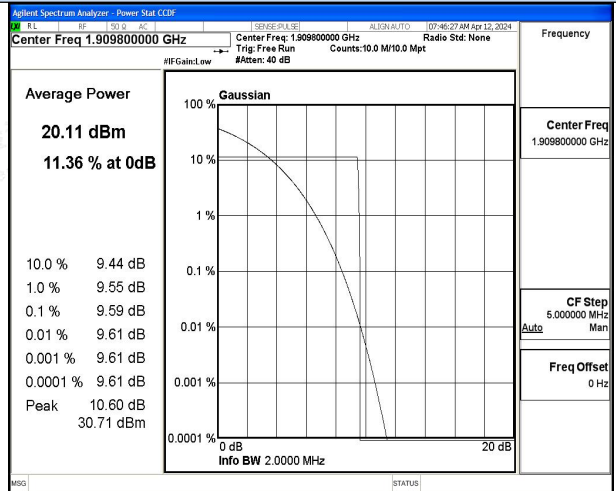 Agilent Spectrum Analyzer - Power Stat CCDF
RL RF 50 Ω AC SENSE:PULSE ALIGN AUTO 07:46:27 AM Apr 12, 2024
Center Freq 1.909800000 GHz
Center Freq: 1.909800000 GHz Radio Std: None
Trig: Free Run Counts:10.0 M/10.0 Mpt
#IFGain:Low #Atten: 40 dB
Frequency
Average Power
20.11 dBm
11.36 % at 0dB
10.0 % 9.44 dB
1.0 % 9.55 dB
0.1 % 9.59 dB
0.01 % 9.61 dB
0.001 % 9.61 dB
0.0001 % 9.61 dB
Peak 10.60 dB
30.71 dBm
Gaussian
100 %
10 %
1 %
0.1 %
0.01 %
0.001 %
0.0001 %
0 dB 20 dB
Info BW 2.0000 MHz
Center Freq
1.909800000 GHz
CF Step
5.000000 MHz
Auto Man
Freq Offset
0 Hz
MSG STATUS